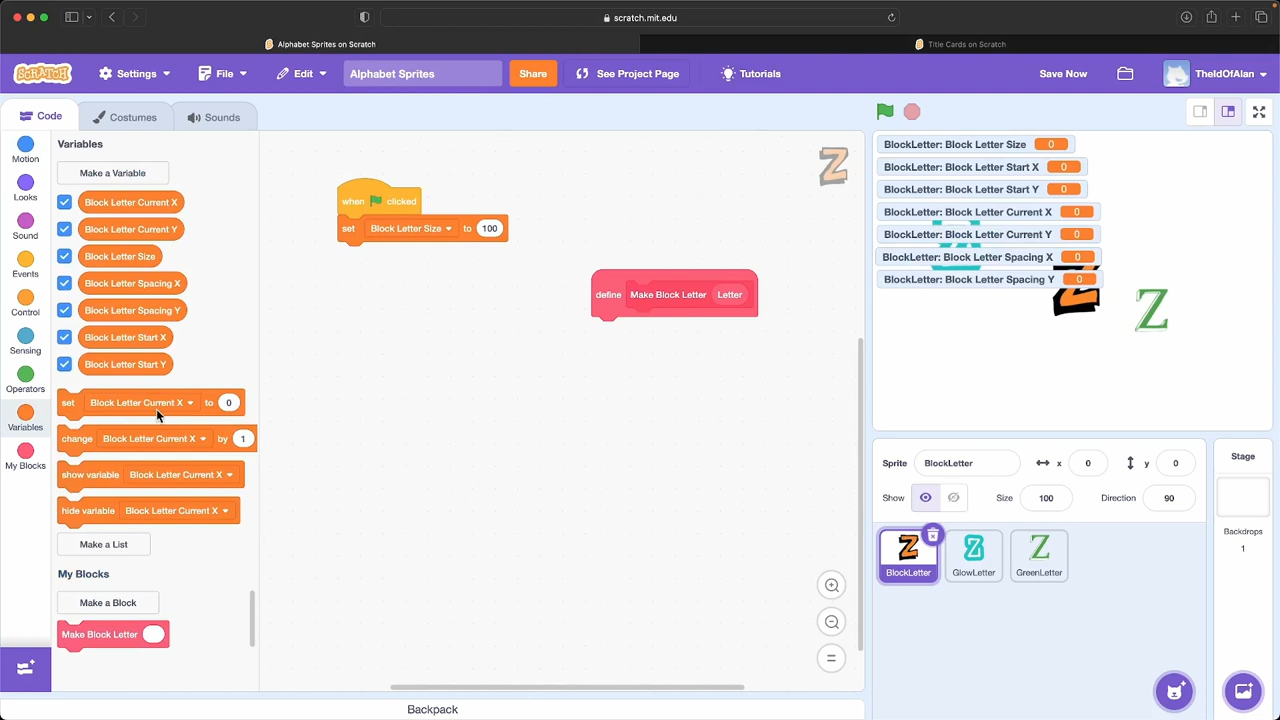 scratch.mit.edu
Alphabet Sprites on Scratch
Title Cards on Scratch
SCRATCH
Settings
File
Edit
Alphabet Sprites
Share
See Project Page
Tutorials
Save Now
TheIdOfAlan
Code
Costumes
Sounds
Motion
Looks
Sound
Events
Control
Sensing
Operators
Variables
My Blocks
Variables
Make a Variable
Block Letter Current X
Block Letter Current Y
Block Letter Size
Block Letter Spacing X
Block Letter Spacing Y
Block Letter Start X
Block Letter Start Y
set Block Letter Current X to 0
change Block Letter Current X by 1
show variable Block Letter Current X
hide variable Block Letter Current X
Make a List
My Blocks
Make a Block
Make Block Letter
when clicked
set Block Letter Size to 100
define Make Block Letter Letter
Z
Backpack
BlockLetter: Block Letter Size 0
BlockLetter: Block Letter Start X 0
BlockLetter: Block Letter Start Y 0
BlockLetter: Block Letter Current X 0
BlockLetter: Block Letter Current Y 0
BlockLetter: Block Letter Spacing X 0
BlockLetter: Block Letter Spacing Y 0
Z
Z
Sprite BlockLetter x 0 y 0
Show Size 100 Direction 90
Z
Z
Z
BlockLetter
GlowLetter
GreenLetter
Stage
Backdrops
1